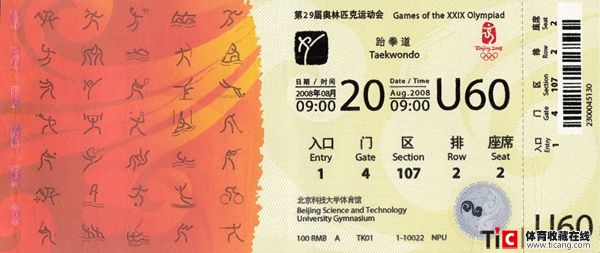 第29届奥林匹克运动会 Games of the XXIX Olympiad
跆拳道
Taekwondo
Beijing 2008
日期 / 时间 Date / Time
2008年08月 20 Aug.2008 U60
09:00 09:00
入口 门 区 排 座席
Entry Gate Section Row Seat
1 4 107 2 2
北京科技大学体育馆
Beijing Science and Technology
University Gymnasium
100 RMB A TK01 1-10022 NPU
座席 Seat 2
排 Row 2
区 Section 107
门 Gate 4
入口 Entry 1
2300045130
U60
TiC 体育收藏在线
www.ticang.com